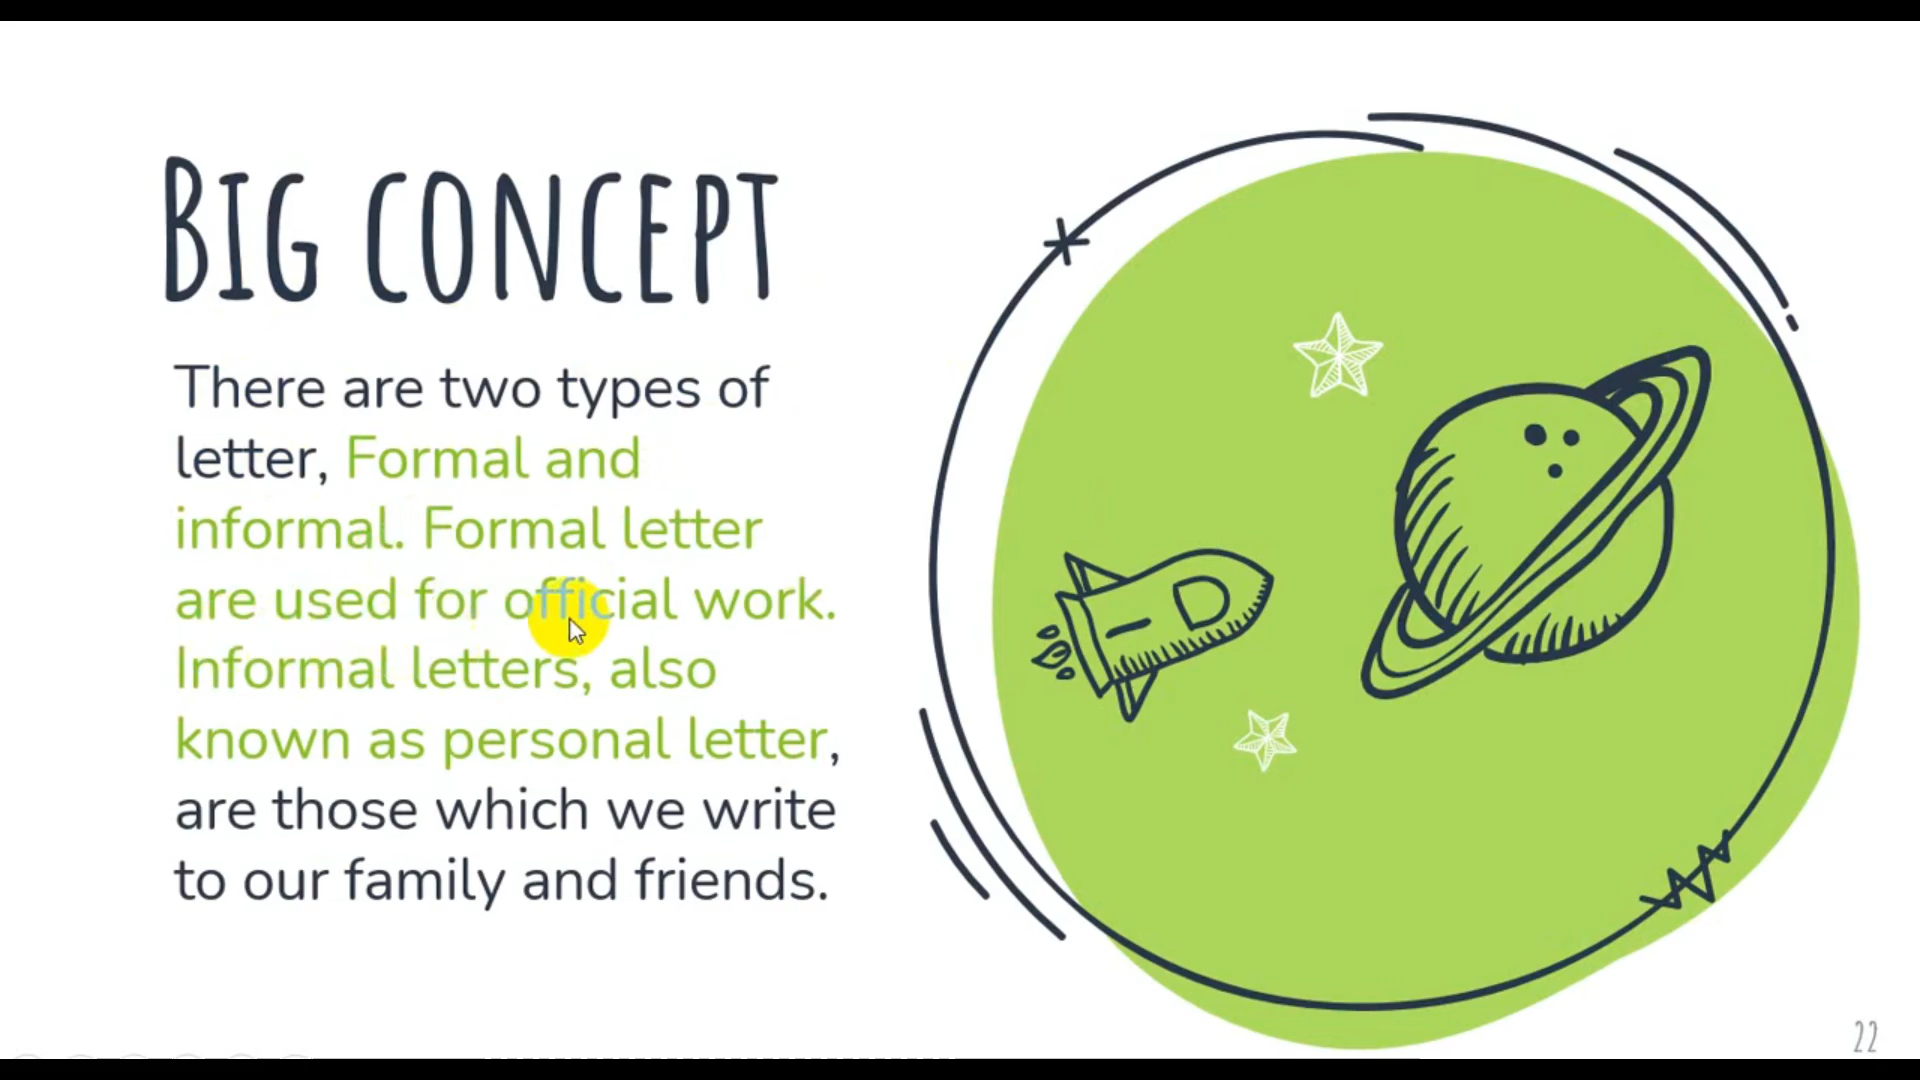 BIG CONCEPT
There are two types of
letter, Formal and
informal. Formal letter
are used for official work.
Informal letters, also
known as personal letter,
are those which we write
to our family and friends.
22